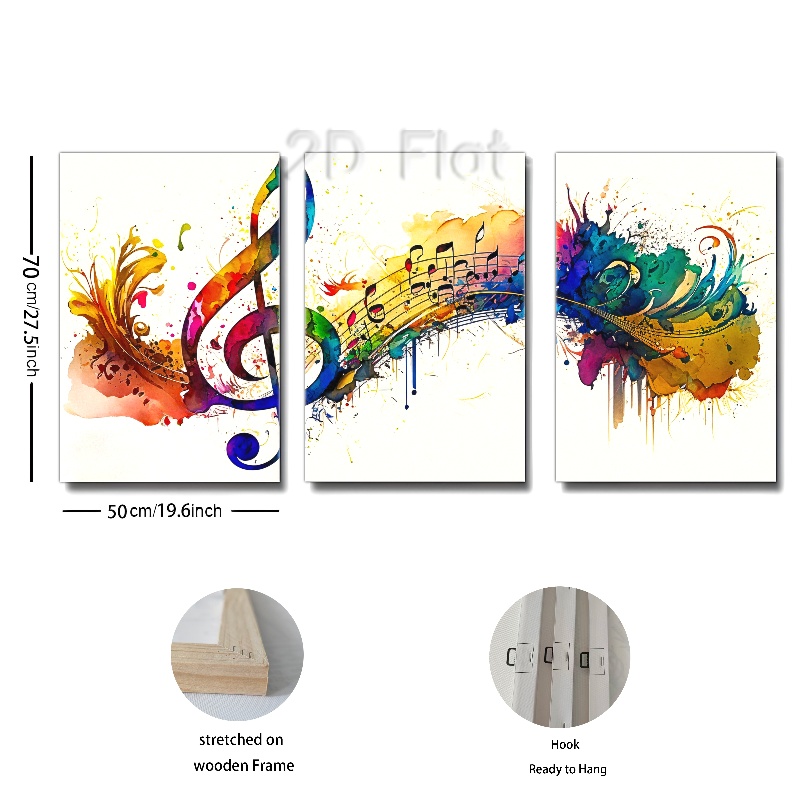 2D Flat
70 cm/27.5inch
50 cm/19.6inch
stretched on
wooden Frame
Hook
Ready to Hang